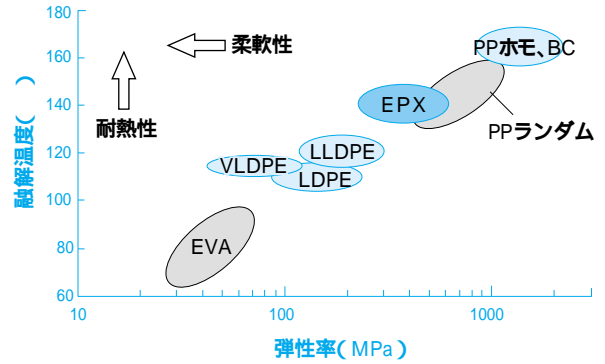 融解温度( )
180
160
140
120
100
80
60
柔軟性
耐熱性
PPホモ、BC
EPX
PPランダム
LLDPE
VLDPE
LDPE
EVA
10
100
1000
弾性率(MPa)